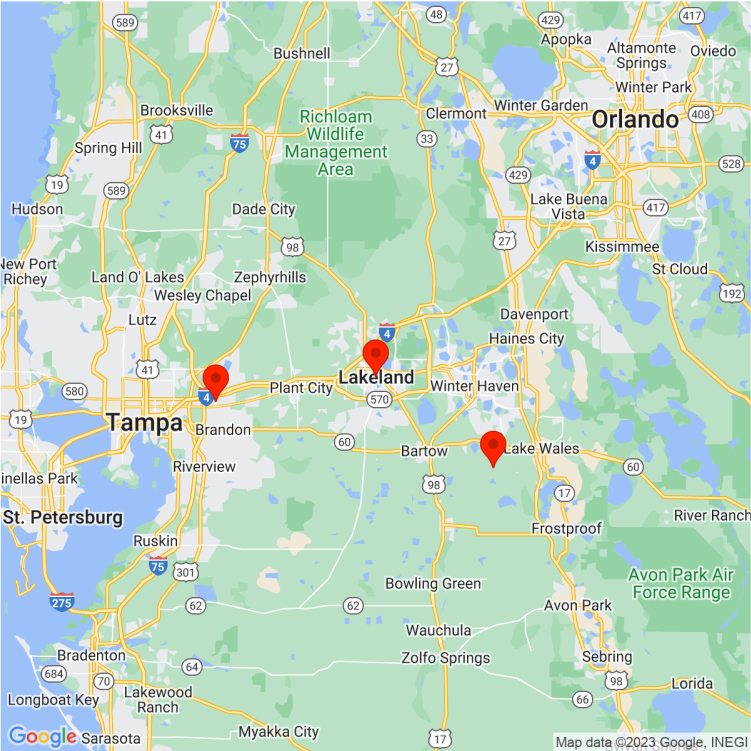 589
48
429
417
Apopka
Altamonte
Springs
Oviedo
Bushnell
27
Winter Park
Brooksville
Clermont
Winter Garden
Orlando
408
Richloam
Wildlife
Management
Area
41
75
33
4
528
Spring Hill
19
589
429
417
Hudson
Dade City
Lake Buena
Vista
98
27
Kissimmee
New Port
Richey
Land O' Lakes
Zephyrhills
St Cloud
Wesley Chapel
192
Lutz
4
Davenport
Haines City
41
Lakeland
580
4
Plant City
Winter Haven
570
19
Tampa
Brandon
60
Bartow
Lake Wales
60
Riverview
inellas Park
98
17
St. Petersburg
River Ranch
Frostproof
Ruskin
75
301
Bowling Green
Avon Park Air
Force Range
275
62
62
Avon Park
Wauchula
Bradenton
64
Zolfo Springs
Sebring
684
70
98
Lorida
Longboat Key
Lakewood
Ranch
66
Google
Sarasota
Myakka City
17
Map data ©2023 Google, INEGI